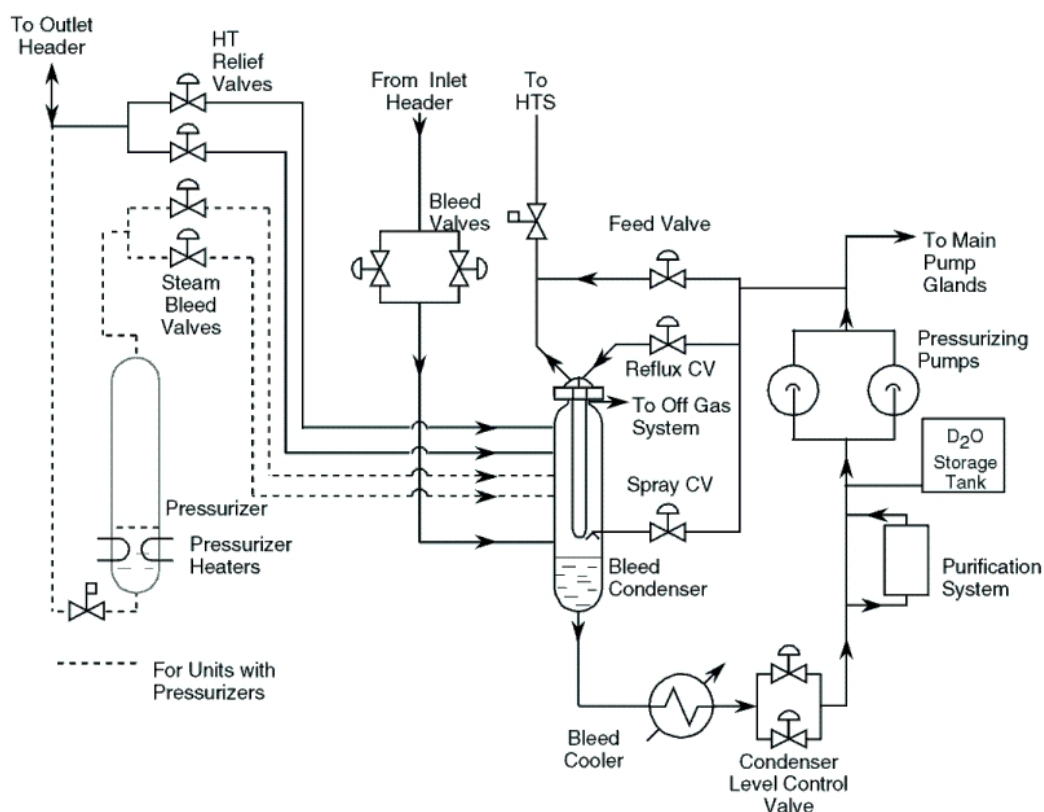 To Outlet
Header
HT
Relief
Valves
From Inlet
Header
To
HTS
Bleed
Valves
Feed Valve
To Main
Pump
Glands
Steam
Bleed
Valves
Reflux CV
Pressurizing
Pumps
To Off Gas
System
D2O
Storage
Tank
Pressurizer
Spray CV
Pressurizer
Heaters
Bleed
Condenser
Purification
System
For Units with
Pressurizers
Bleed
Cooler
Condenser
Level Control
Valve